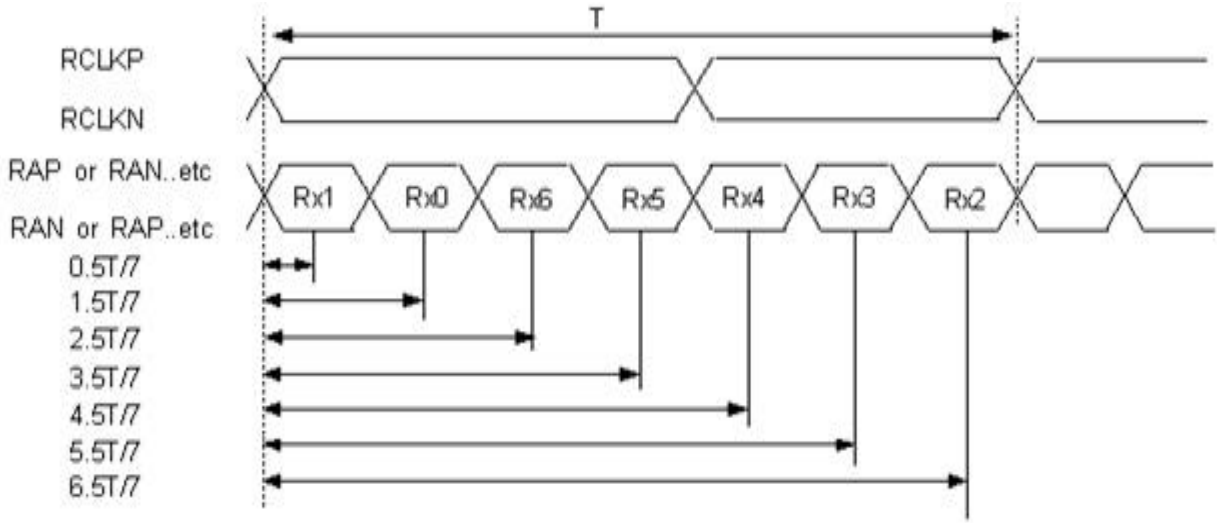 T
RCLKP
RCLKN
RAP or RAN..etc
Rx1 Rx0 Rx6 Rx5 Rx4 Rx3 Rx2
RAN or RAP..etc
0.5T/7
1.5T/7
2.5T/7
3.5T/7
4.5T/7
5.5T/7
6.5T/7